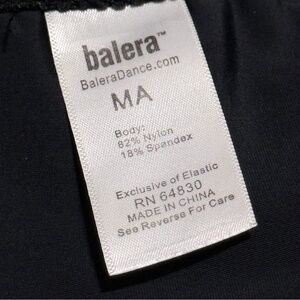 balera™
BaleraDance.com
MA
Body:
82% Nylon
18% Spandex
Exclusive of Elastic
RN 64830
MADE IN CHINA
See Reverse For Care